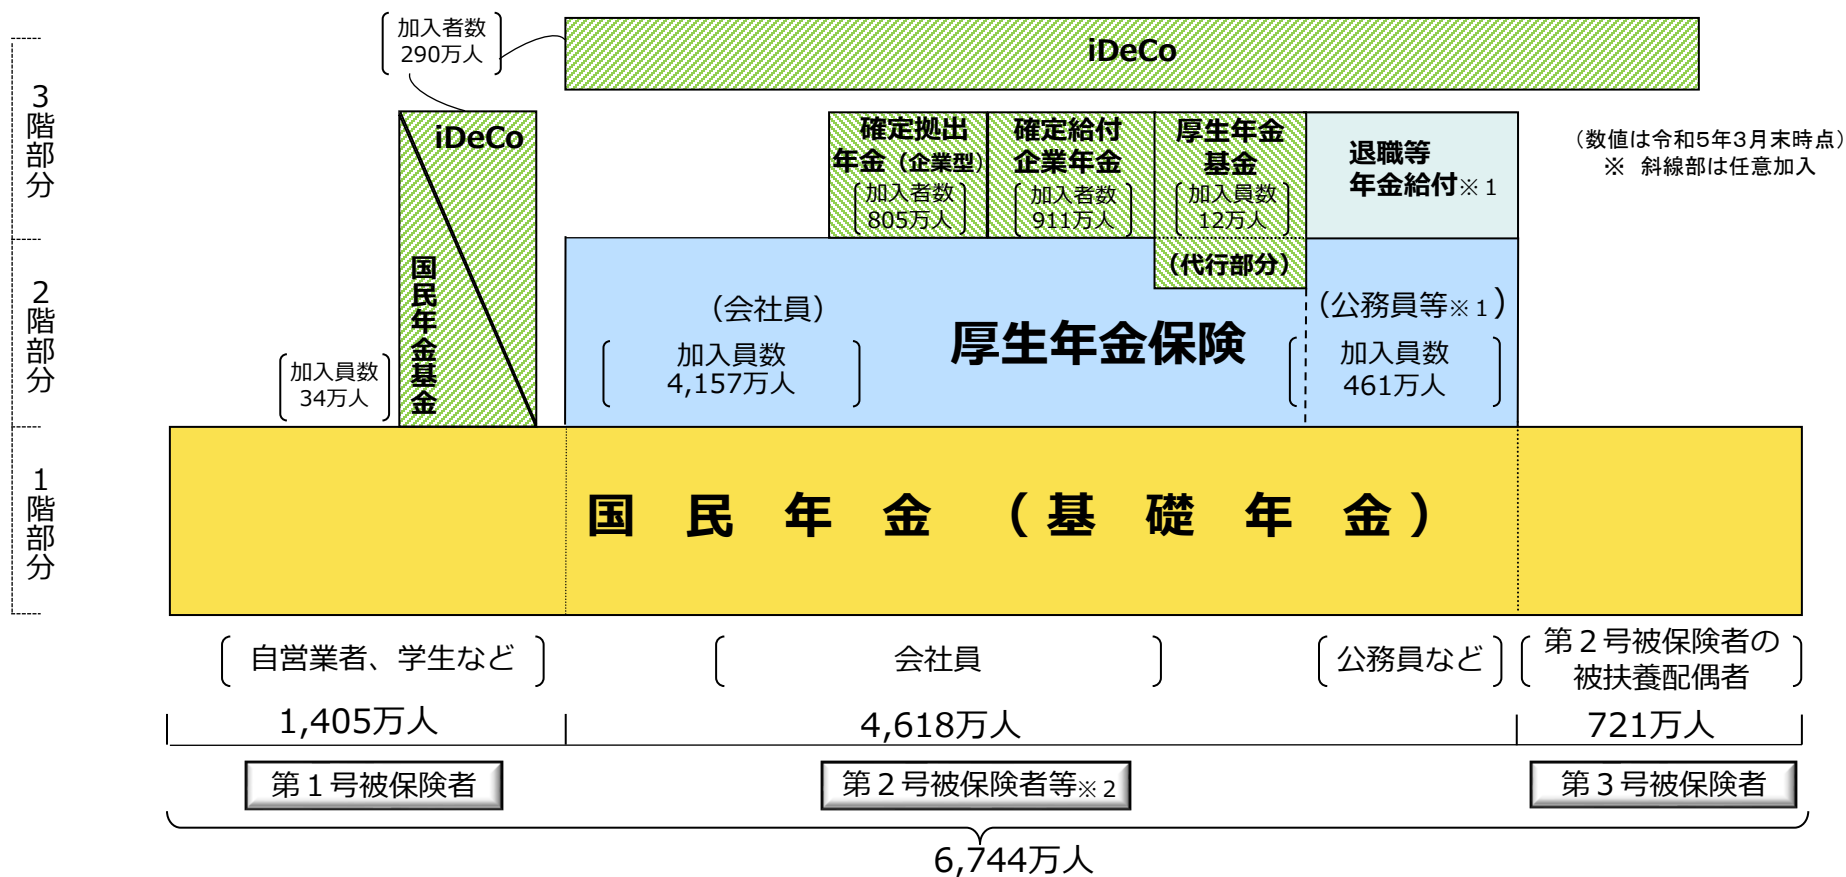 加入者数
290万人
iDeCo
3階部分
iDeCo
国民年金基金
確定拠出
年金（企業型）
加入者数
805万人
確定給付
企業年金
加入者数
911万人
厚生年金
基金
加入員数
12万人
（代行部分）
退職等
年金給付※1
（数値は令和5年3月末時点）
※ 斜線部は任意加入
2階部分
加入員数
34万人
（会社員）
加入員数
4,157万人
厚生年金保険
（公務員等※1）
加入員数
461万人
1階部分
国民年金（基礎年金）
自営業者、学生など
会社員
公務員など
第2号被保険者の
被扶養配偶者
1,405万人
4,618万人
721万人
第1号被保険者
第2号被保険者等※2
第3号被保険者
6,744万人